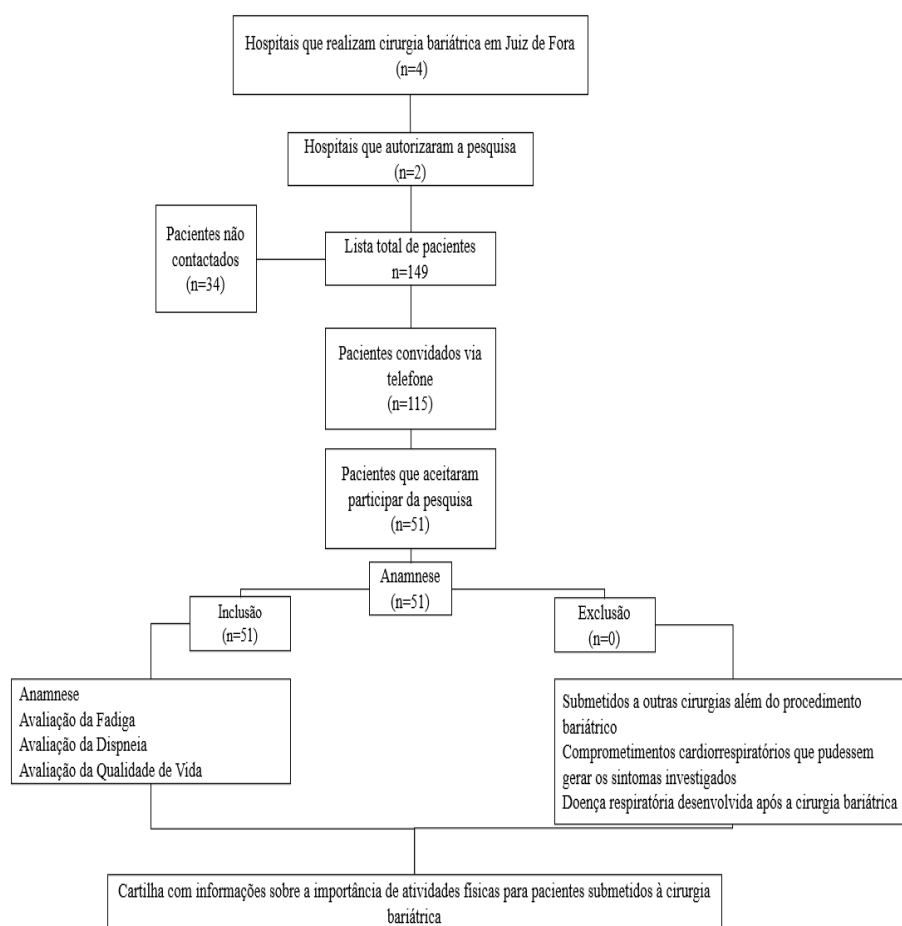 Hospitais que realizam cirurgia bariátrica em Juiz de Fora
(n=4)
Hospitais que autorizaram a pesquisa
(n=2)
Pacientes não
contactados
(n=34)
Lista total de pacientes
n=149
Pacientes convidados via
telefone
(n=115)
Pacientes que aceitaram
participar da pesquisa
(n=51)
Anamnese
(n=51)
Inclusão
(n=51)
Exclusão
(n=0)
Anamnese
Avaliação da Fadiga
Avaliação da Dispneia
Avaliação da Qualidade de Vida
Submetidos a outras cirurgias além do procedimento
bariátrico
Comprometimentos cardiorrespiratórios que pudessem
gerar os sintomas investigados
Doença respiratória desenvolvida após a cirurgia bariátrica
Cartilha com informações sobre a importância de atividades físicas para pacientes submetidos à cirurgia
bariátrica